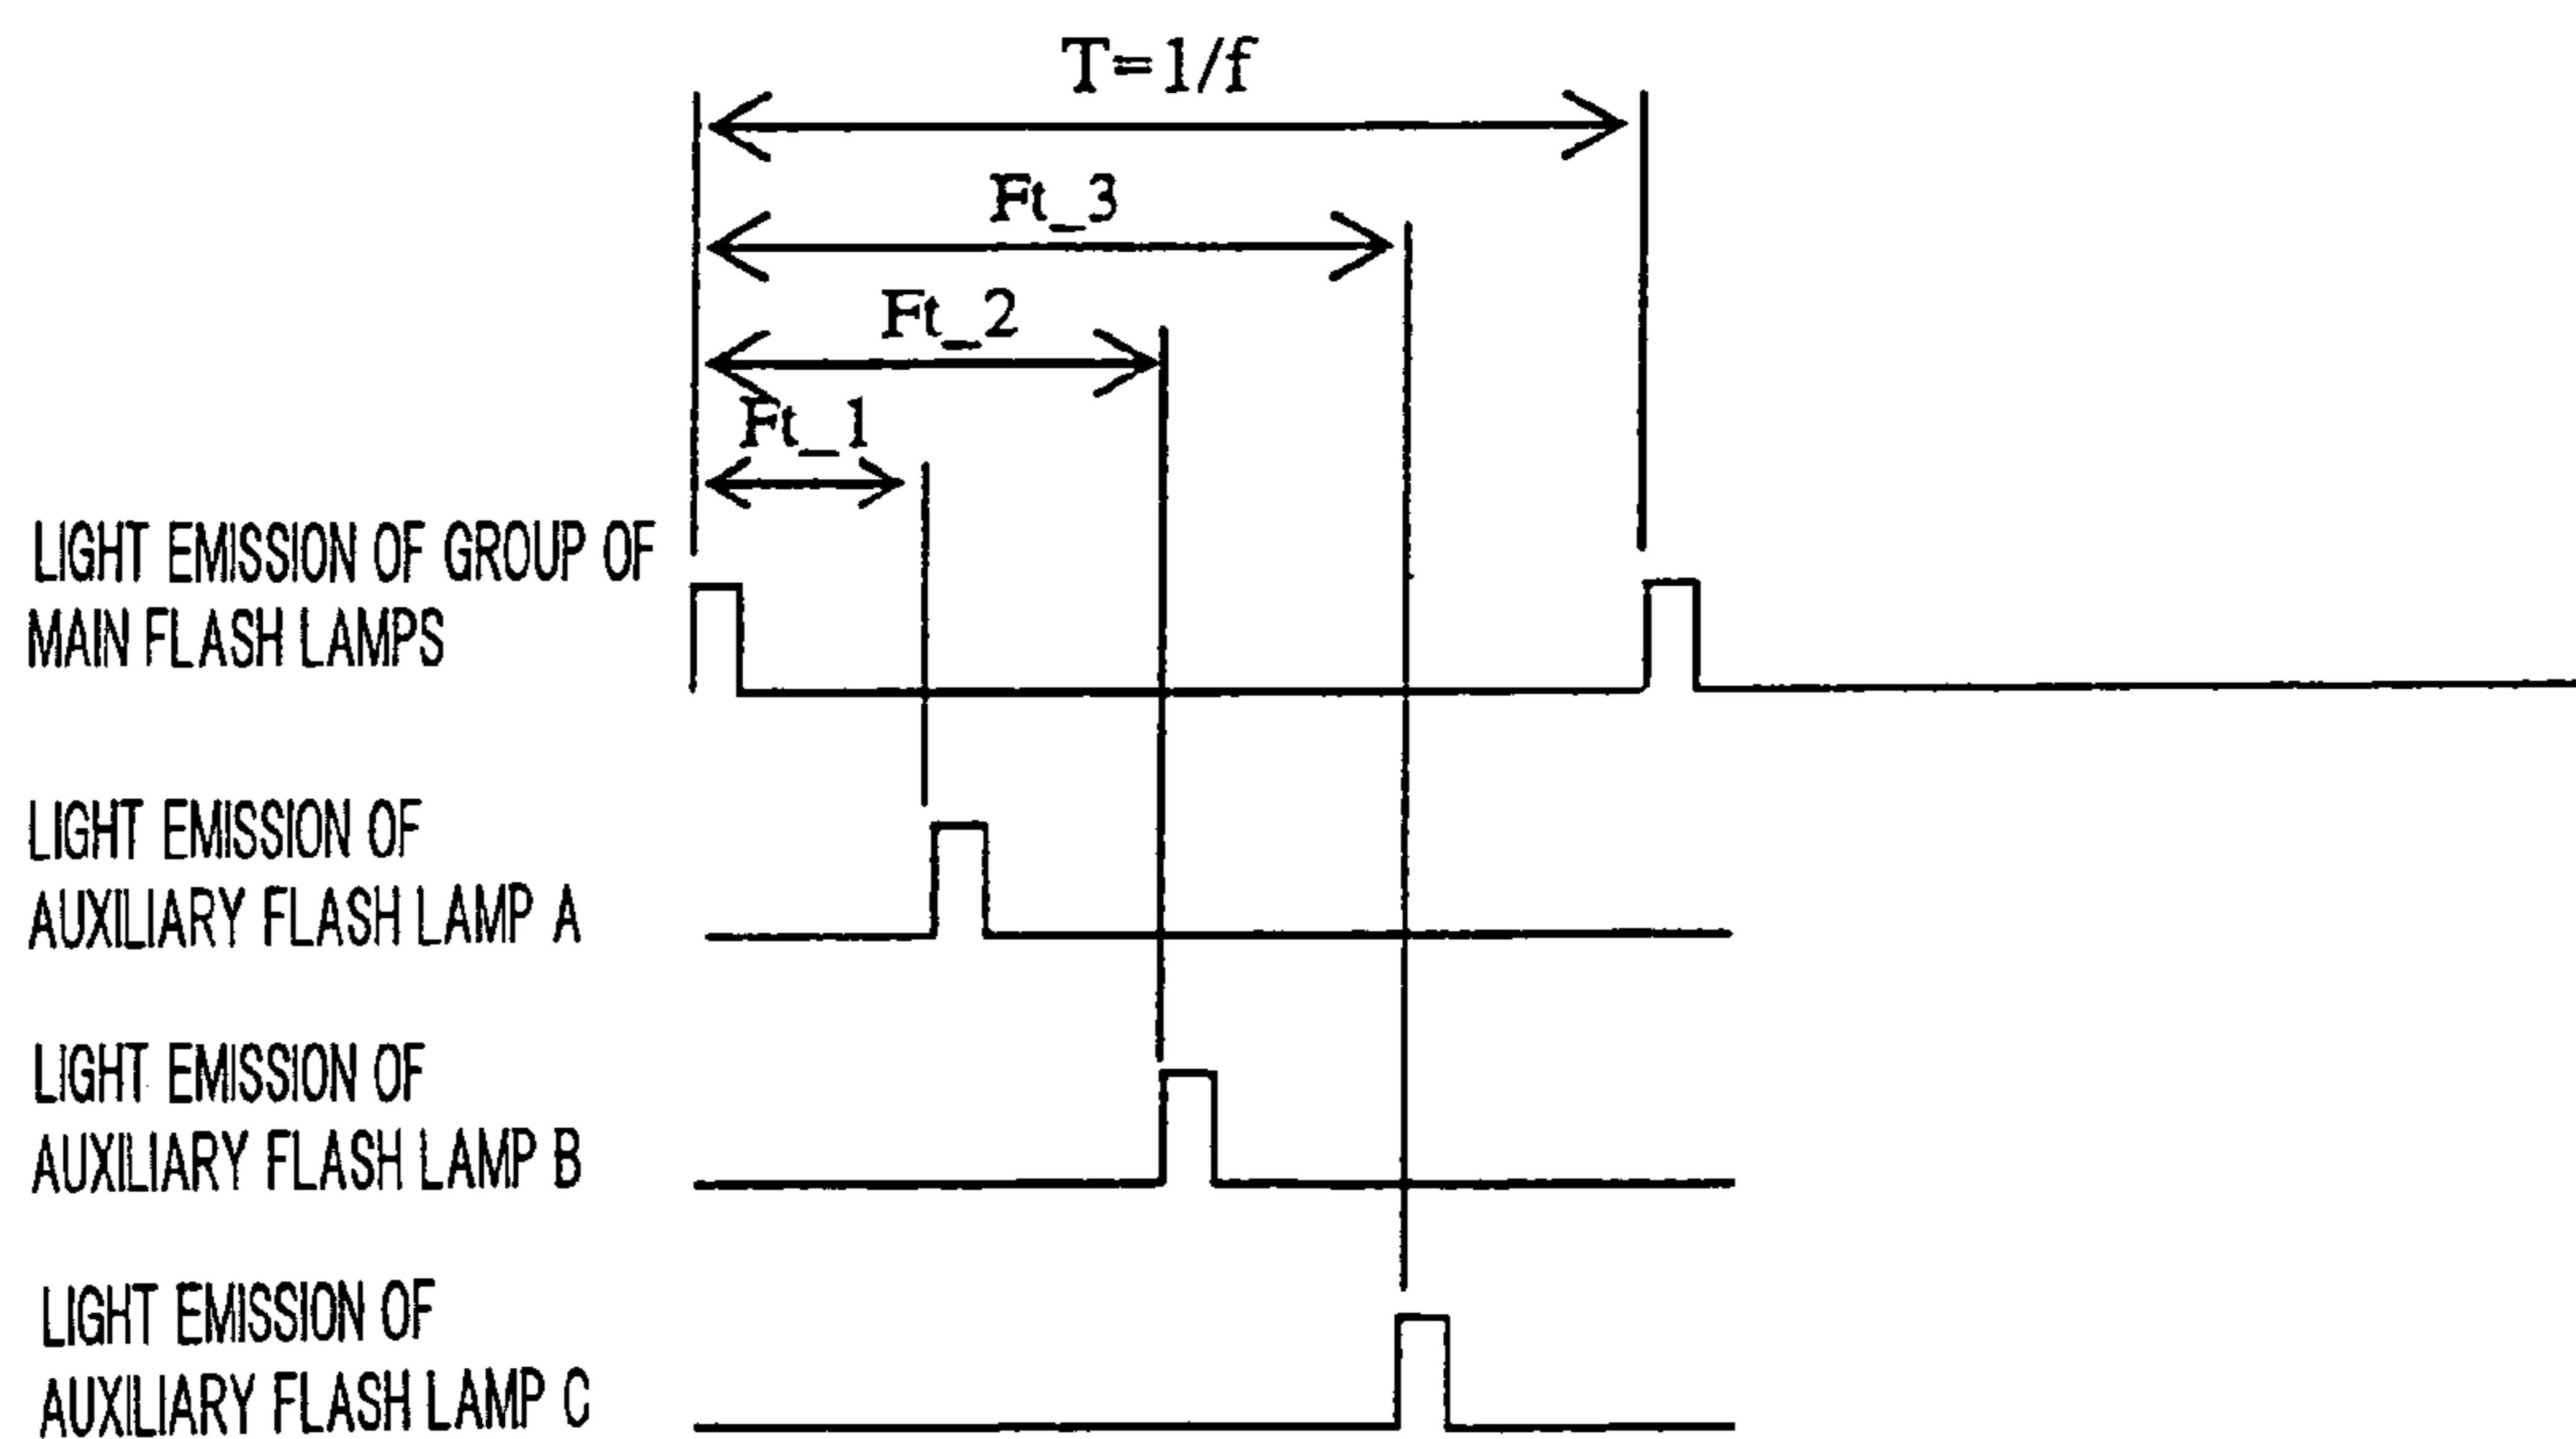 T=1/f
Ft_3
Ft_2
Ft_1
LIGHT EMISSION OF GROUP OF
MAIN FLASH LAMPS
LIGHT EMISSION OF
AUXILIARY FLASH LAMP A
LIGHT EMISSION OF
AUXILIARY FLASH LAMP B
LIGHT EMISSION OF
AUXILIARY FLASH LAMP C